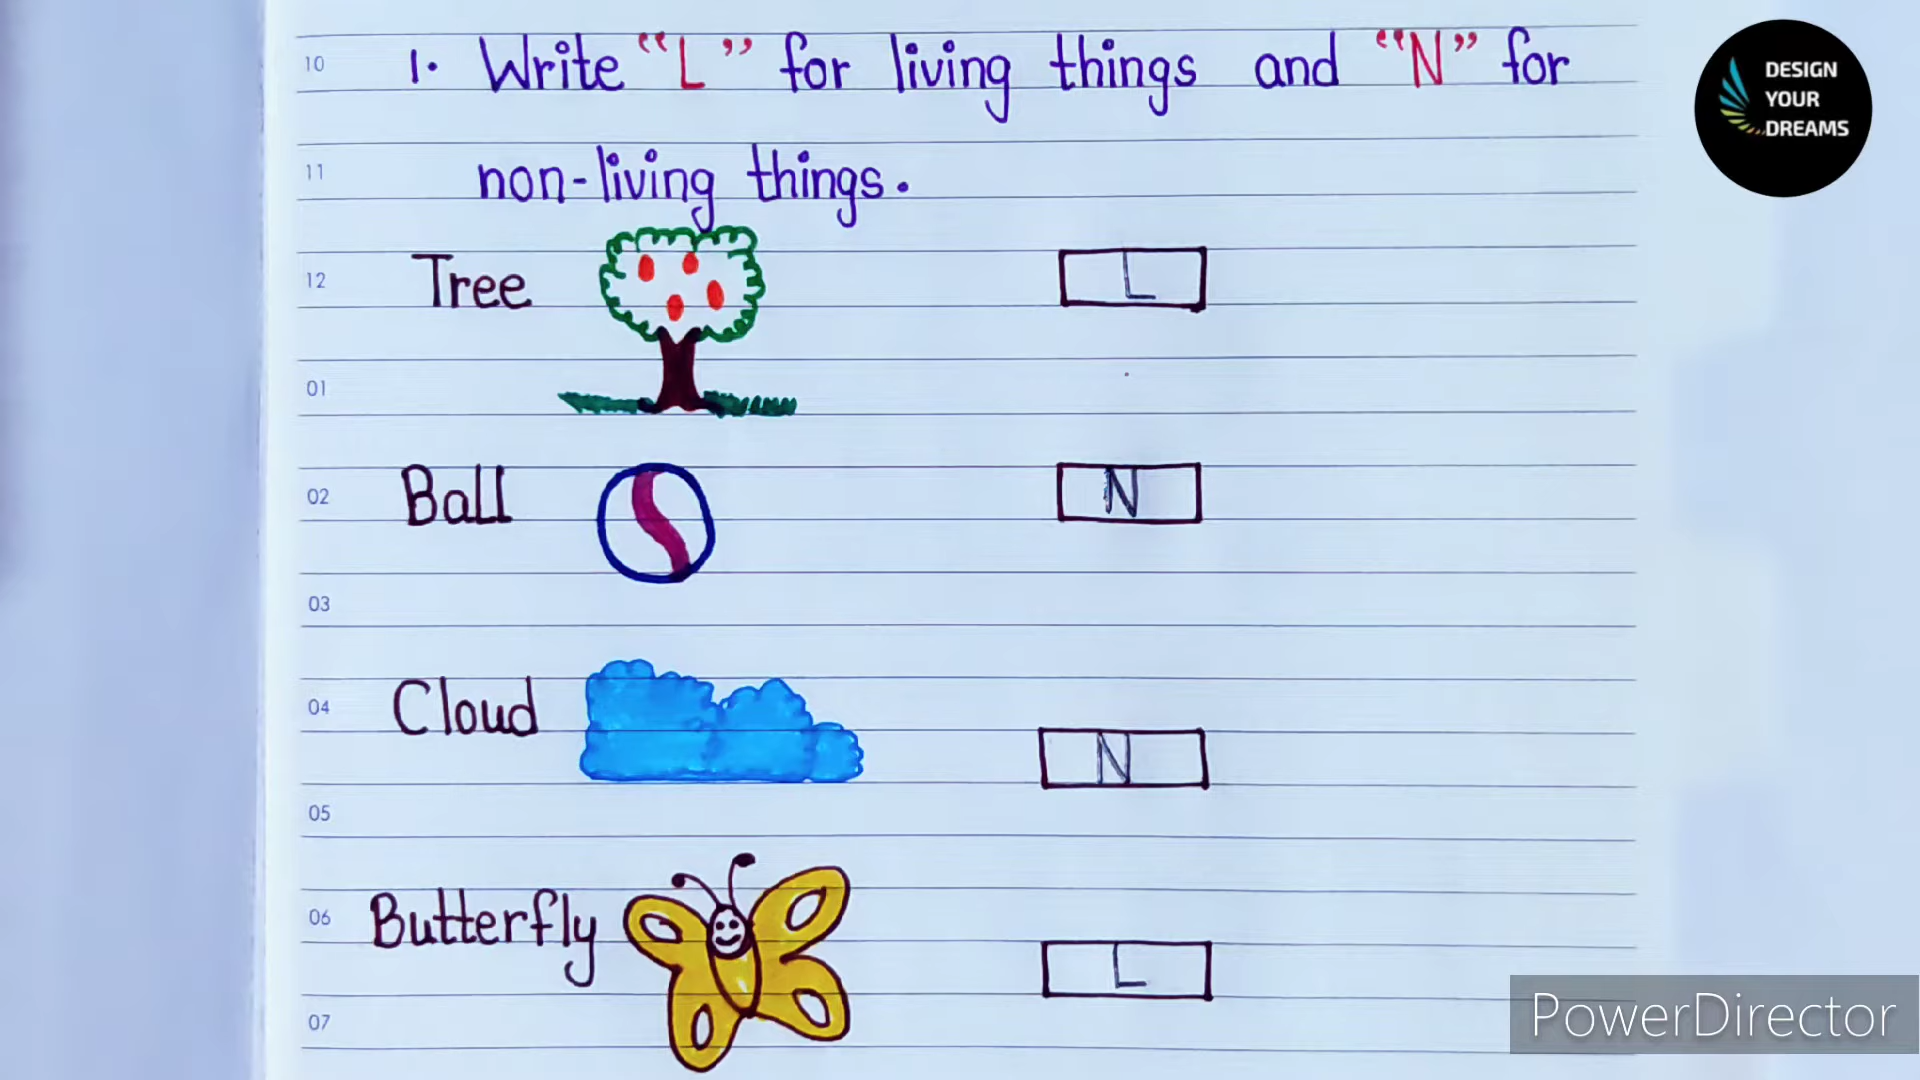 10 1. Write "L" for living things and "N" for
11 non-living things.
12 Tree L
01
02 Ball N
03
04 Cloud N
05
06 Butterfly L
07
DESIGN
YOUR
DREAMS
PowerDirector